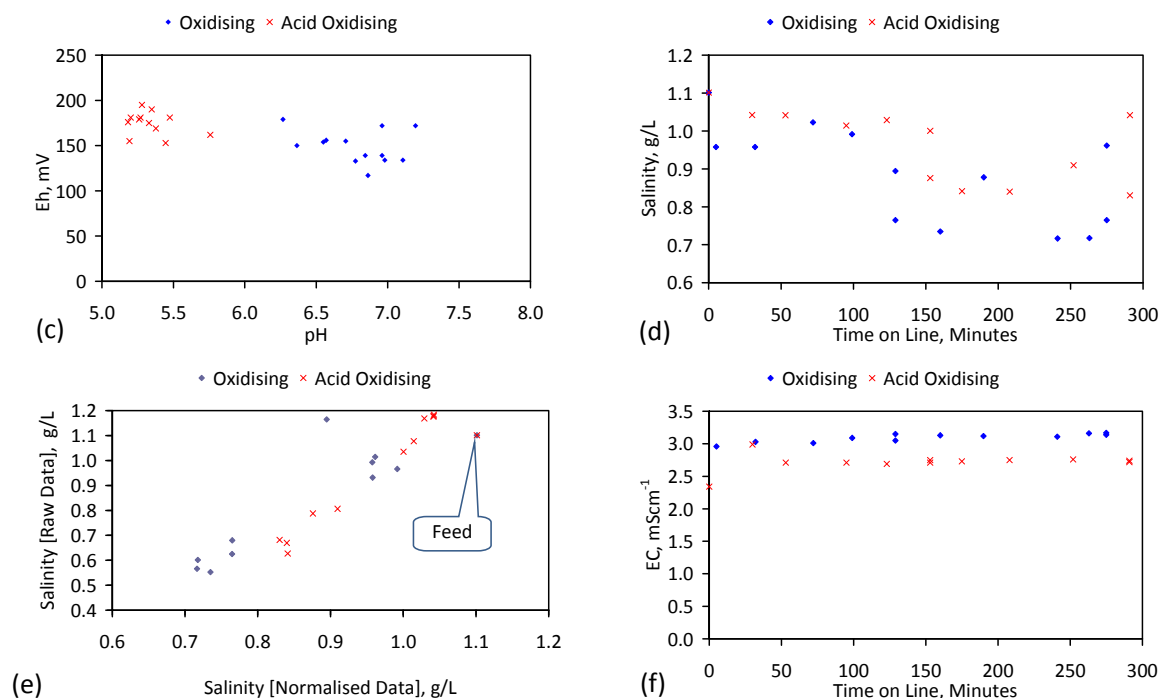 Oxidising Acid Oxidising
250
200
150
100
50
0
Eh, mV
5.0 5.5 6.0 6.5 7.0 7.5 8.0
pH
(c)
Oxidising Acid Oxidising
1.2
1.1
1.0
0.9
0.8
0.7
0.6
Salinity, g/L
0 50 100 150 200 250 300
Time on Line, Minutes
(d)
Oxidising Acid Oxidising
1.2
1.1
1.0
0.9
0.8
0.7
0.6
0.5
0.4
Salinity [Raw Data], g/L
Feed
0.6 0.7 0.8 0.9 1.0 1.1 1.2
Salinity [Normalised Data], g/L
(e)
Oxidising Acid Oxidising
3.5
3.0
2.5
2.0
1.5
1.0
0.5
0.0
EC, mScm⁻¹
0 50 100 150 200 250 300
Time on Line, Minutes
(f)